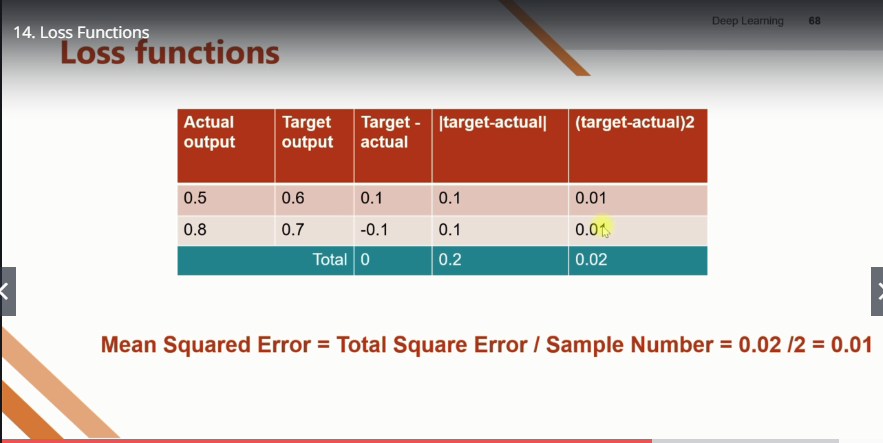 Deep Learning 68
14. Loss Functions
Loss functions
Actual output Target output Target - actual |target-actual| (target-actual)2
0.5 0.6 0.1 0.1 0.01
0.8 0.7 -0.1 0.1 0.01
Total 0 0.2 0.02
Mean Squared Error = Total Square Error / Sample Number = 0.02 /2 = 0.01